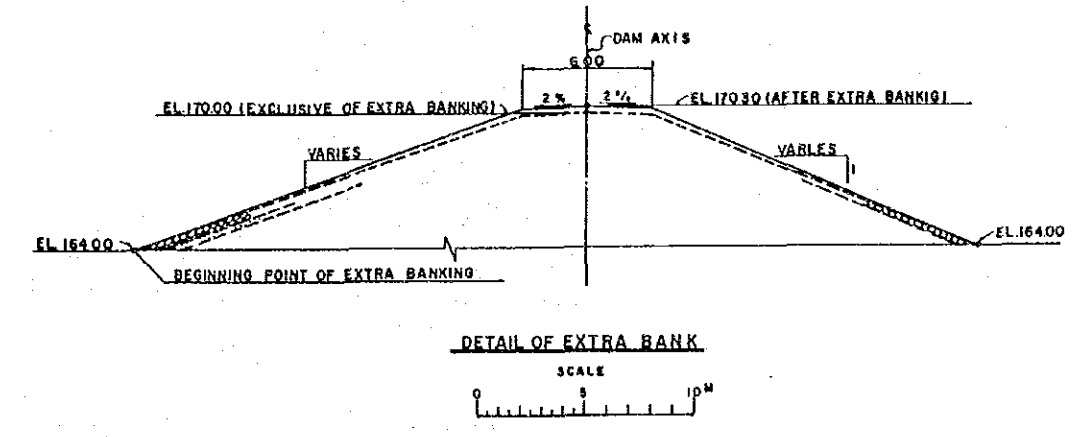 DAM AXIS
6.00
EL.170.00 (EXCLUSIVE OF EXTRA BANKING)
2%
2%
EL.170.30 (AFTER EXTRA BANKIG)
VARIES
VARLES
1
EL.164.00
EL.164.00
BEGINNING POINT OF EXTRA BANKING
DETAIL OF EXTRA BANK
SCALE
0 5 10M